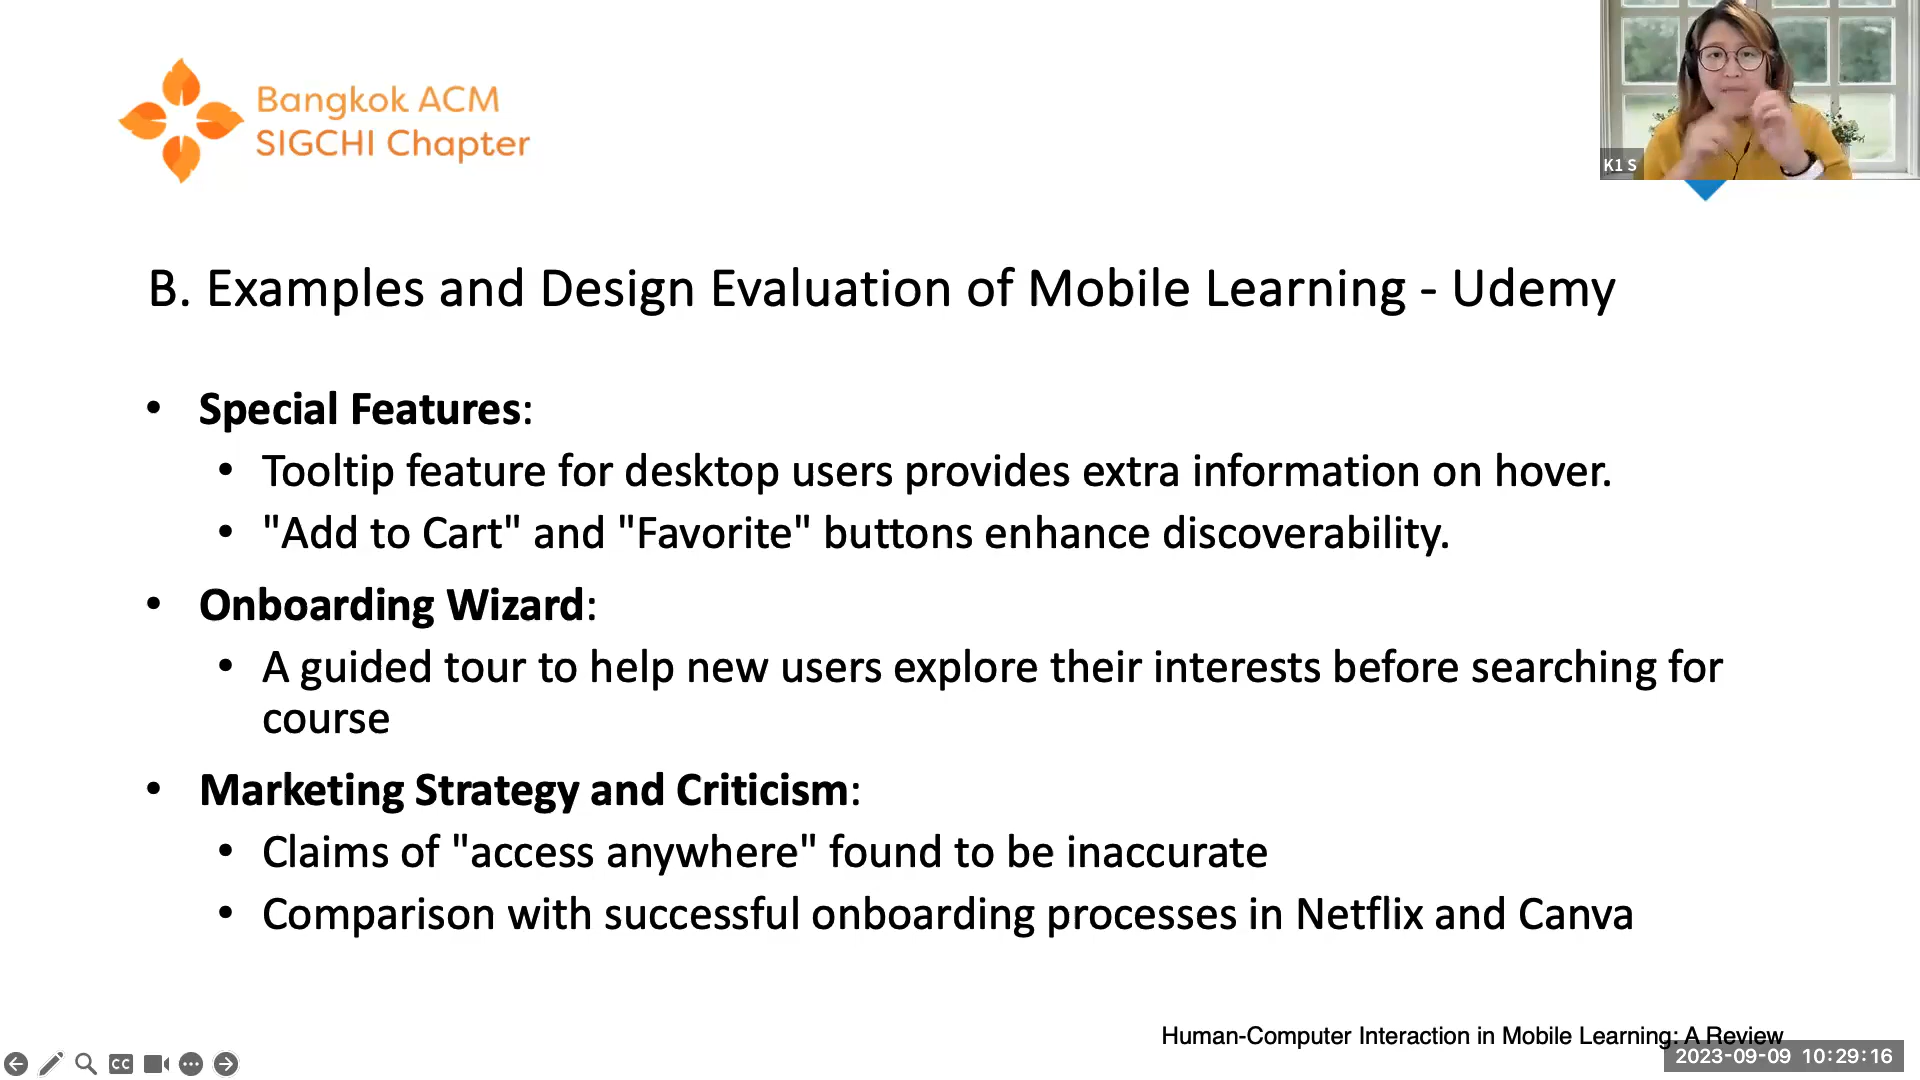 Bangkok ACM
SIGCHI Chapter
K1 S
B. Examples and Design Evaluation of Mobile Learning - Udemy
• Special Features:
• Tooltip feature for desktop users provides extra information on hover.
• "Add to Cart" and "Favorite" buttons enhance discoverability.
• Onboarding Wizard:
• A guided tour to help new users explore their interests before searching for
course
• Marketing Strategy and Criticism:
• Claims of "access anywhere" found to be inaccurate
• Comparison with successful onboarding processes in Netflix and Canva
Human-Computer Interaction in Mobile Learning: A Review
CC
2023-09-09 10:29:16